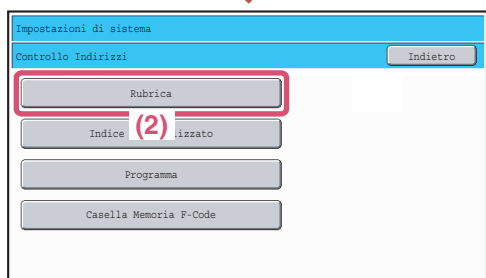 Impostazioni di sistema
Controllo Indirizzi Indietro
Rubrica
(2)
Indice izzato
Programma
Casella Memoria F-Code